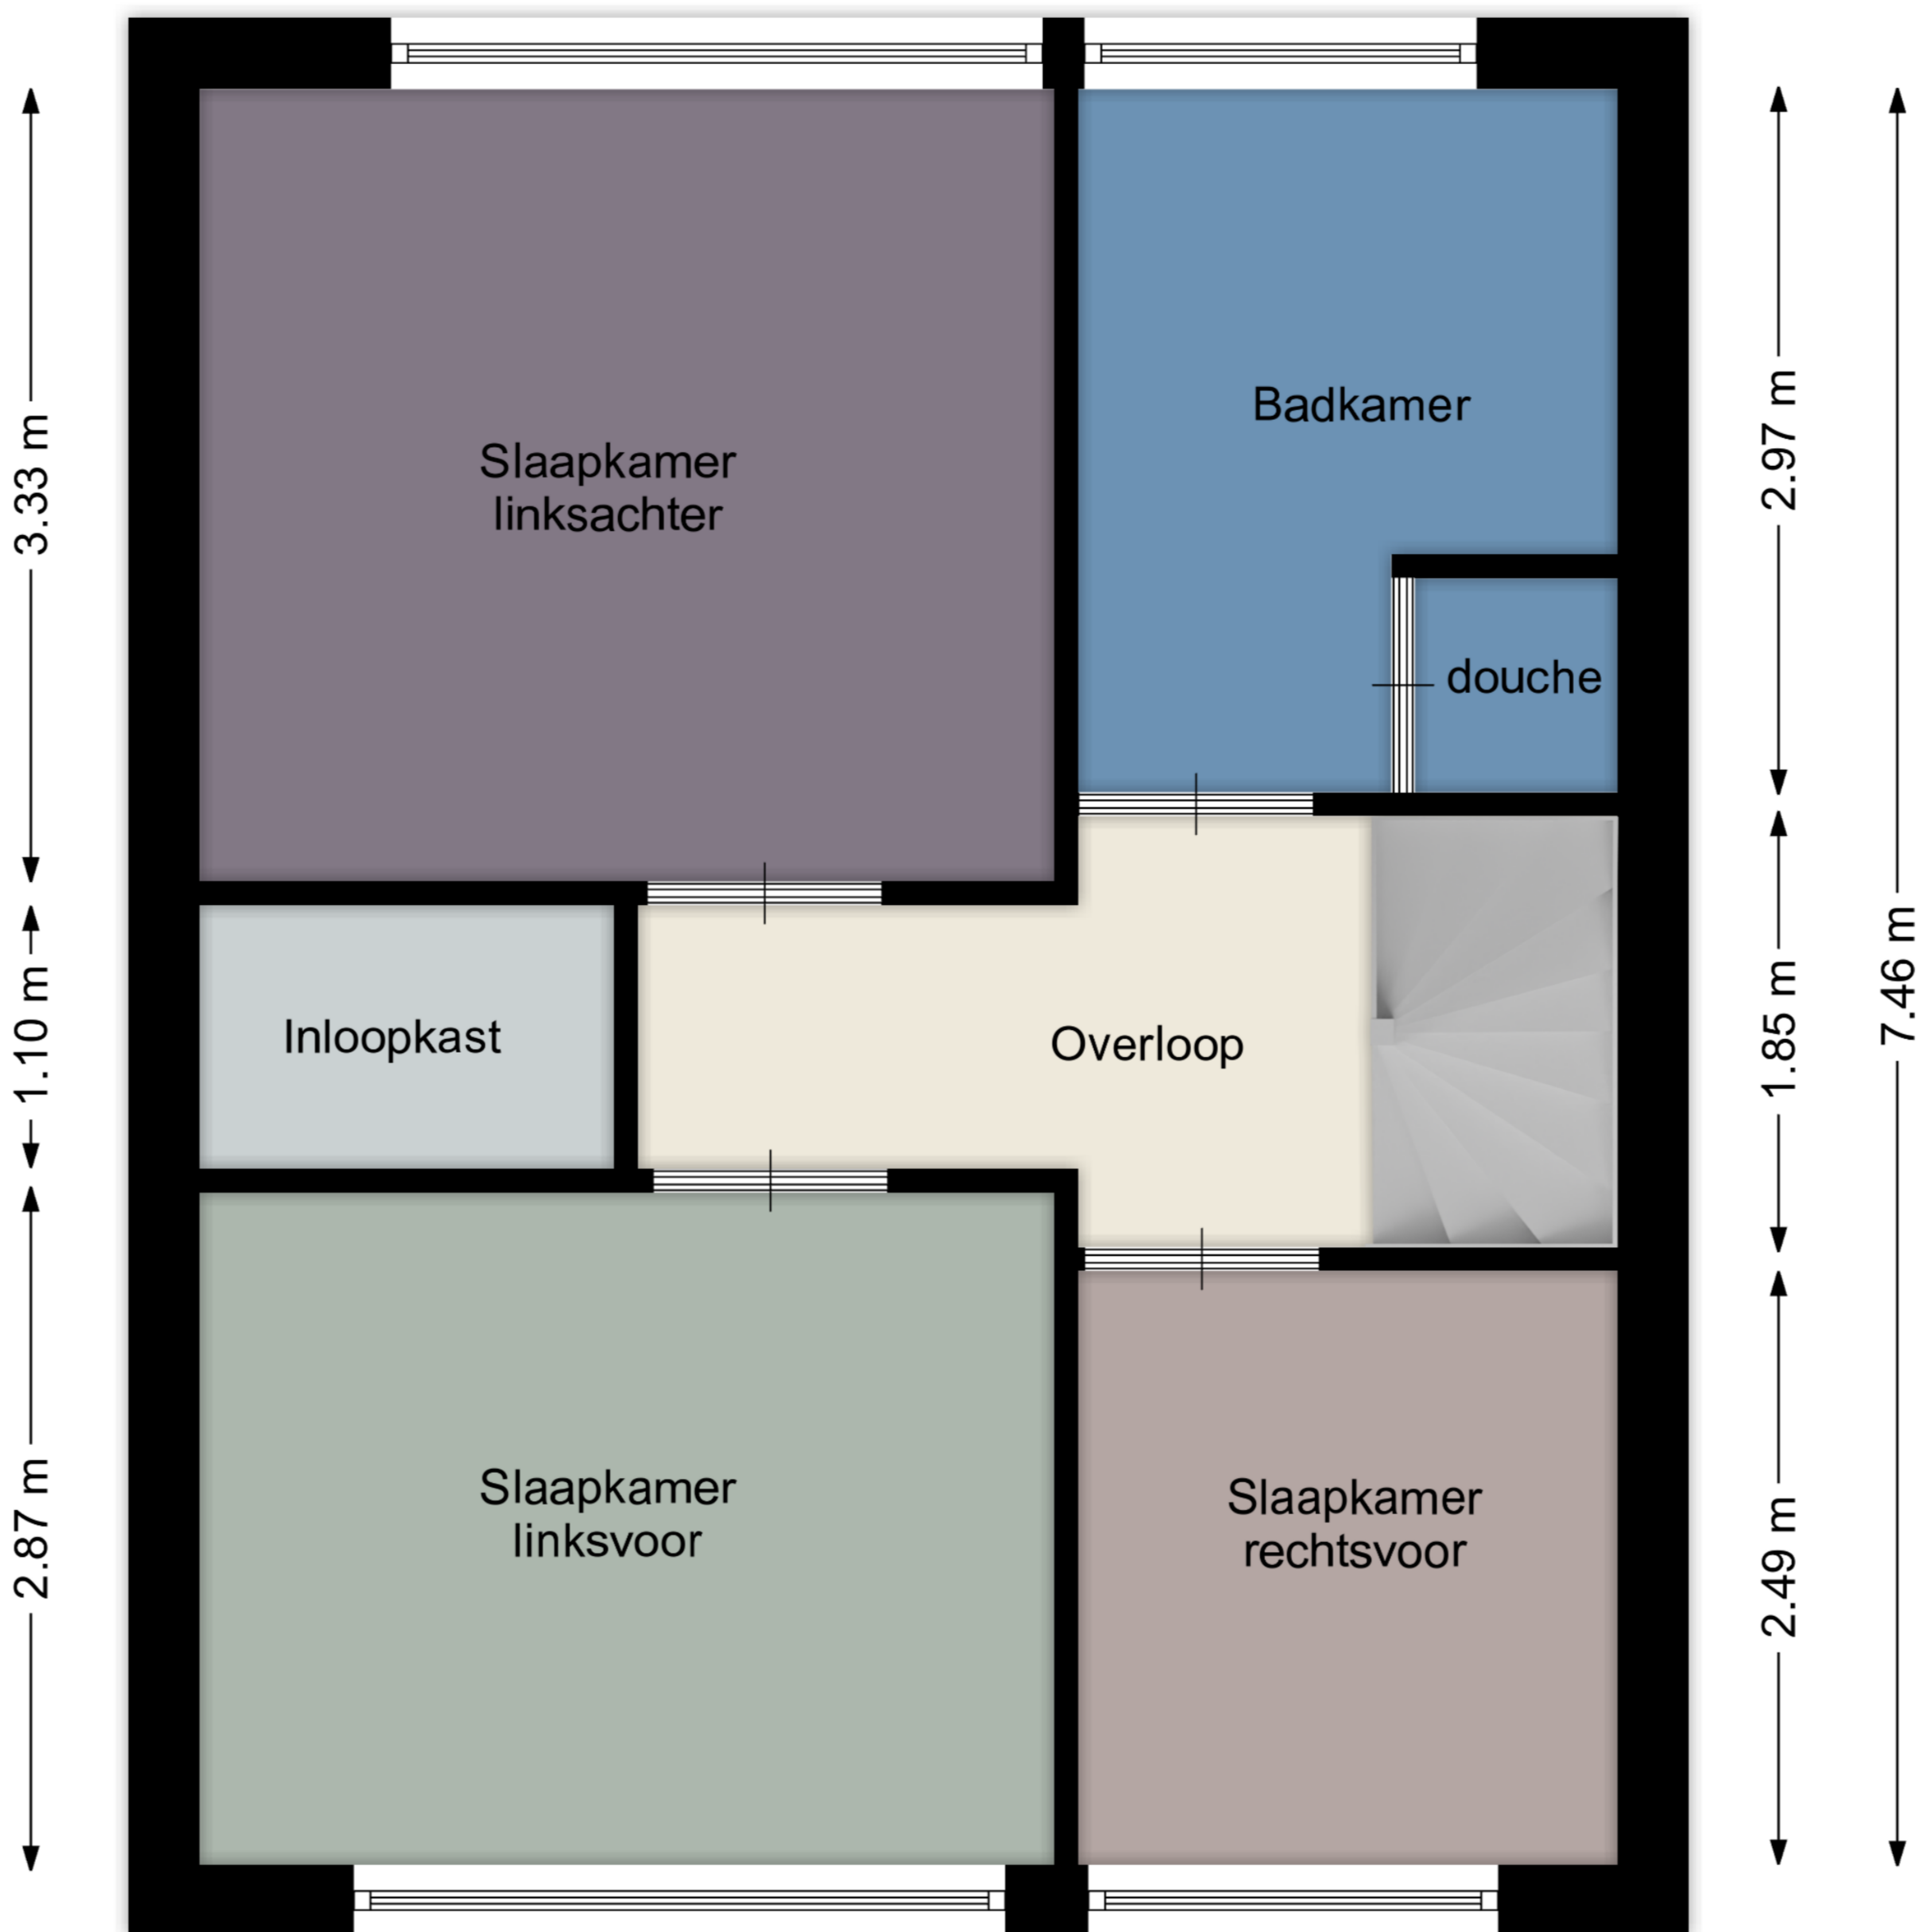 Slaapkamer
linksachter
Badkamer
douche
Inloopkast
Overloop
Slaapkamer
linksvoor
Slaapkamer
rechtsvoor
3.33 m
1.10 m
2.87 m
2.97 m
1.85 m
2.49 m
7.46 m